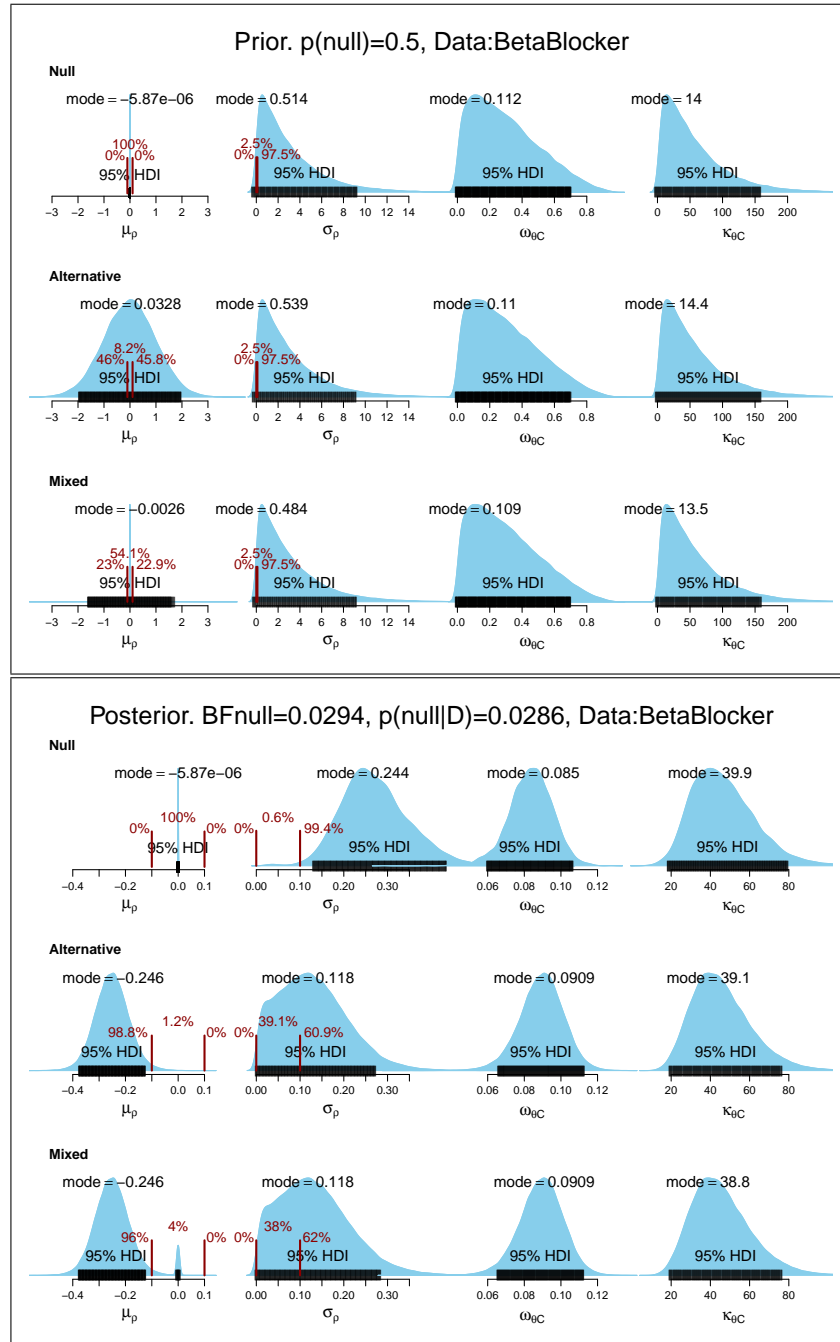 Prior. p(null)=0.5, Data:BetaBlocker
Null
mode = −5.87e−06 mode = 0.514 mode = 0.112 mode = 14
100% 2.5%
0% 0% 0% 97.5%
95% HDI 95% HDI 95% HDI 95% HDI
−3 −2 −1 0 1 2 3 0 2 4 6 8 10 12 14 0.0 0.2 0.4 0.6 0.8 0 50 100 150 200
μρ σρ ωθC κθC
Alternative
mode = 0.0328 mode = 0.539 mode = 0.11 mode = 14.4
8.2% 2.5%
46% 45.8% 0% 97.5%
95% HDI 95% HDI 95% HDI 95% HDI
−3 −2 −1 0 1 2 3 0 2 4 6 8 10 12 14 0.0 0.2 0.4 0.6 0.8 0 50 100 150 200
μρ σρ ωθC κθC
Mixed
mode = −0.0026 mode = 0.484 mode = 0.109 mode = 13.5
54.1% 2.5%
23% 22.9% 0% 97.5%
95% HDI 95% HDI 95% HDI 95% HDI
−3 −2 −1 0 1 2 3 0 2 4 6 8 10 12 14 0.0 0.2 0.4 0.6 0.8 0 50 100 150 200
μρ σρ ωθC κθC
Posterior. BFnull=0.0294, p(null|D)=0.0286, Data:BetaBlocker
Null
mode = −5.87e−06 mode = 0.244 mode = 0.085 mode = 39.9
100% 0.6%
0% 0% 0% 99.4%
95% HDI 95% HDI 95% HDI 95% HDI
−0.4 −0.2 0.0 0.1 0.00 0.10 0.20 0.30 0.06 0.08 0.10 0.12 20 40 60 80
μρ σρ ωθC κθC
Alternative
mode = −0.246 mode = 0.118 mode = 0.0909 mode = 39.1
1.2% 39.1%
98.8% 0% 0% 60.9%
95% HDI 95% HDI 95% HDI 95% HDI
−0.4 −0.2 0.0 0.1 0.00 0.10 0.20 0.30 0.06 0.08 0.10 0.12 20 40 60 80
μρ σρ ωθC κθC
Mixed
mode = −0.246 mode = 0.118 mode = 0.0909 mode = 38.8
4% 38%
96% 0% 0% 62%
95% HDI 95% HDI 95% HDI 95% HDI
−0.4 −0.2 0.0 0.1 0.00 0.10 0.20 0.30 0.06 0.08 0.10 0.12 20 40 60 80
μρ σρ ωθC κθC